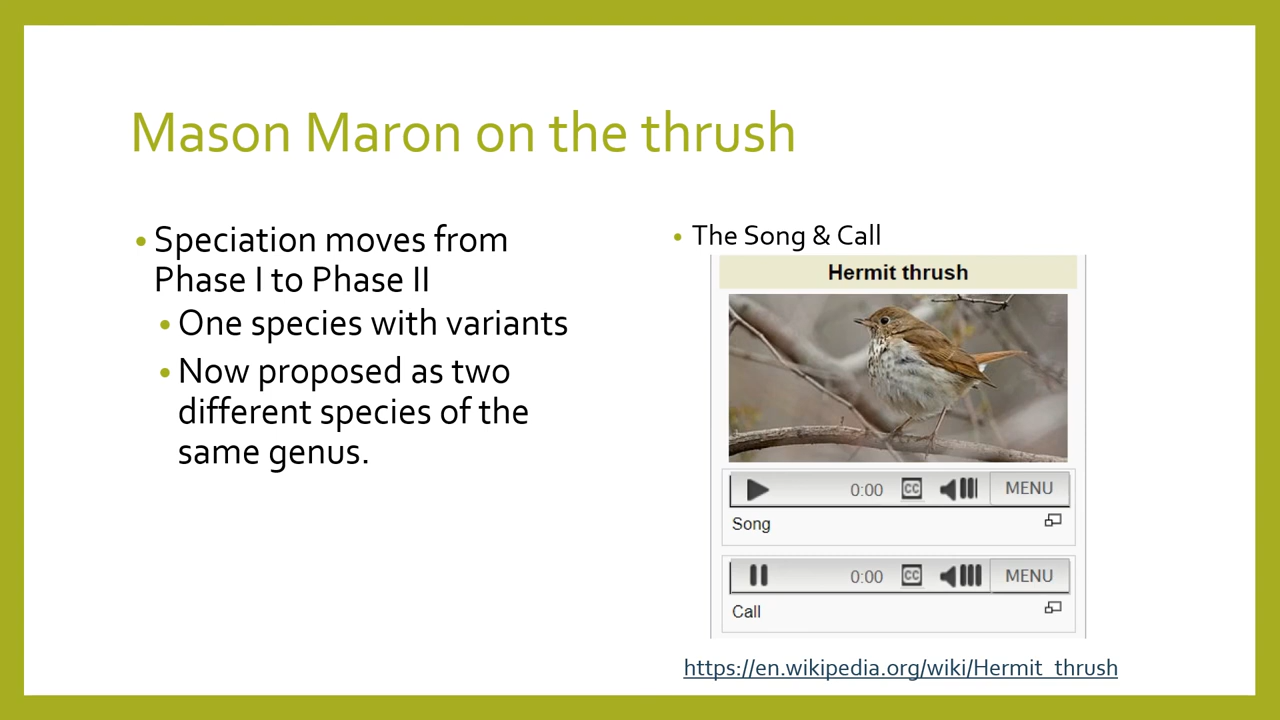 Mason Maron on the thrush
• Speciation moves from
Phase I to Phase II
• One species with variants
• Now proposed as two
different species of the
same genus.
• The Song & Call
Hermit thrush
0:00 CC MENU
Song
0:00 CC MENU
Call
https://en.wikipedia.org/wiki/Hermit_thrush